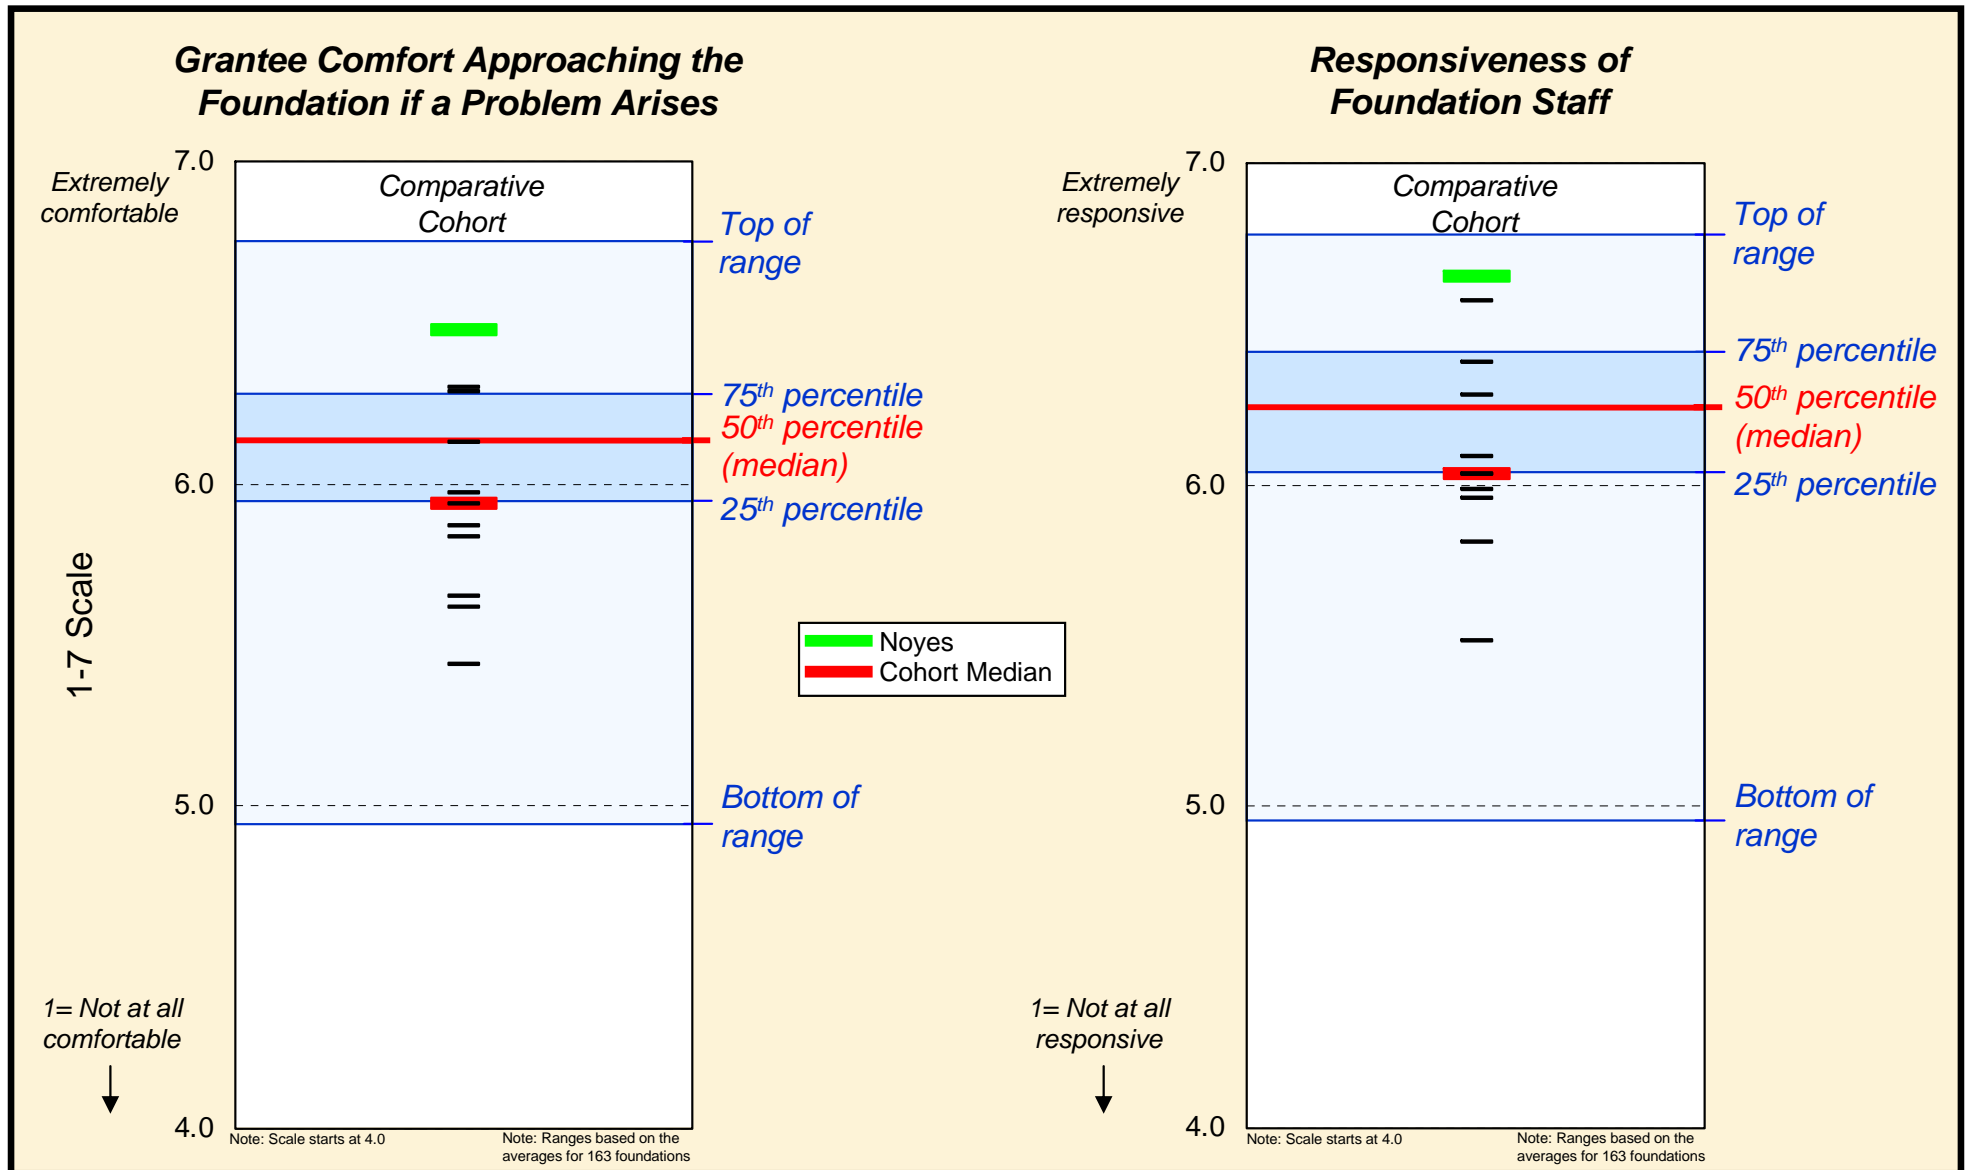 Grantee Comfort Approaching the
Foundation if a Problem Arises
7.0
Extremely
comfortable
Comparative
Cohort
Top of
range
75th percentile
50th percentile
(median)
6.0
25th percentile
1-7 Scale
5.0
Bottom of
range
1= Not at all
comfortable
4.0
Note: Scale starts at 4.0
Note: Ranges based on the
averages for 163 foundations
Noyes
Cohort Median
Responsiveness of
Foundation Staff
7.0
Extremely
responsive
Comparative
Cohort
Top of
range
75th percentile
50th percentile
(median)
6.0
25th percentile
5.0
Bottom of
range
1= Not at all
responsive
4.0
Note: Scale starts at 4.0
Note: Ranges based on the
averages for 163 foundations